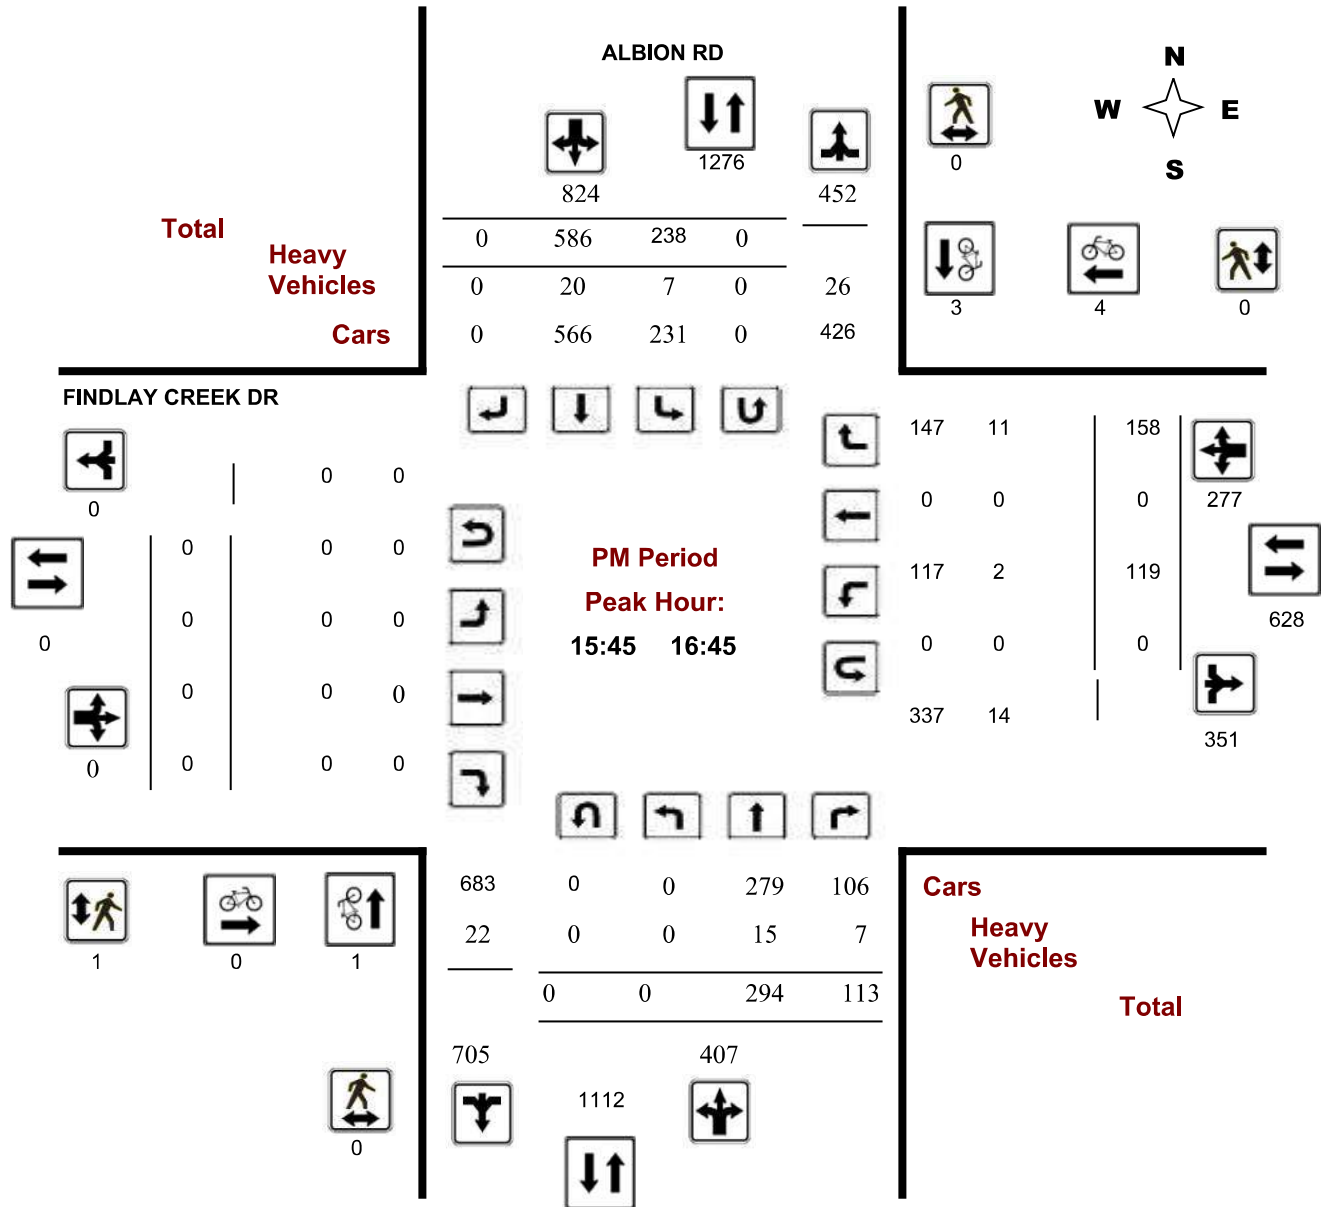 ALBION RD
N
W E
S
1276
0
824 452
Total
0 586 238 0
Heavy
Vehicles
0 20 7 0 26
3 4 0
Cars
0 566 231 0 426
FINDLAY CREEK DR
147 11 158
0 0
0
0 0 0 277
0 0 0
PM Period
117 2 119
Peak Hour:
0 0 0
628
0
15:45 16:45
0 0 0
0 0 0
337 14
351
0
0 0 0
683 0 0 279 106
Cars
22 0 0 15 7
Heavy
Vehicles
1 0 1
0 0 294 113
Total
705 407
1112
0